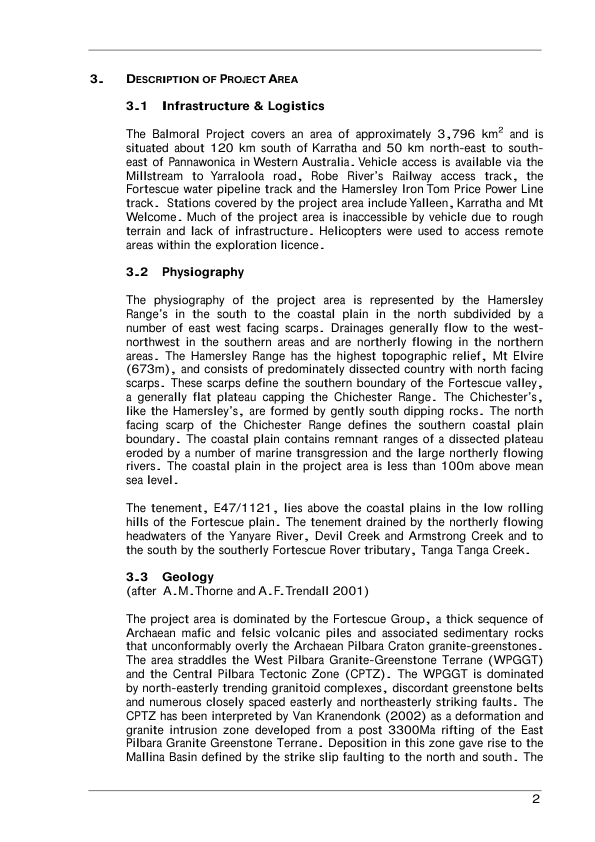 3. DESCRIPTION OF PROJECT AREA
3.1 Infrastructure & Logistics
The Balmoral Project covers an area of approximately 3,796 km² and is
situated about 120 km south of Karratha and 50 km north-east to south-
east of Pannawonica in Western Australia. Vehicle access is available via the
Millstream to Yarraloola road, Robe River's Railway access track, the
Fortescue water pipeline track and the Hamersley Iron Tom Price Power Line
track. Stations covered by the project area include Yalleen, Karratha and Mt
Welcome. Much of the project area is inaccessible by vehicle due to rough
terrain and lack of infrastructure. Helicopters were used to access remote
areas within the exploration licence.
3.2 Physiography
The physiography of the project area is represented by the Hamersley
Range's in the south to the coastal plain in the north subdivided by a
number of east west facing scarps. Drainages generally flow to the west-
northwest in the southern areas and are northerly flowing in the northern
areas. The Hamersley Range has the highest topographic relief, Mt Elvire
(673m), and consists of predominately dissected country with north facing
scarps. These scarps define the southern boundary of the Fortescue valley,
a generally flat plateau capping the Chichester Range. The Chichester's,
like the Hamersley's, are formed by gently south dipping rocks. The north
facing scarp of the Chichester Range defines the southern coastal plain
boundary. The coastal plain contains remnant ranges of a dissected plateau
eroded by a number of marine transgression and the large northerly flowing
rivers. The coastal plain in the project area is less than 100m above mean
sea level.
The tenement, E47/1121, lies above the coastal plains in the low rolling
hills of the Fortescue plain. The tenement drained by the northerly flowing
headwaters of the Yanyare River, Devil Creek and Armstrong Creek and to
the south by the southerly Fortescue Rover tributary, Tanga Tanga Creek.
3.3 Geology
(after A.M.Thorne and A.F.Trendall 2001)
The project area is dominated by the Fortescue Group, a thick sequence of
Archaean mafic and felsic volcanic piles and associated sedimentary rocks
that unconformably overly the Archaean Pilbara Craton granite-greenstones.
The area straddles the West Pilbara Granite-Greenstone Terrane (WPGGT)
and the Central Pilbara Tectonic Zone (CPTZ). The WPGGT is dominated
by north-easterly trending granitoid complexes, discordant greenstone belts
and numerous closely spaced easterly and northeasterly striking faults. The
CPTZ has been interpreted by Van Kranendonk (2002) as a deformation and
granite intrusion zone developed from a post 3300Ma rifting of the East
Pilbara Granite Greenstone Terrane. Deposition in this zone gave rise to the
Mallina Basin defined by the strike slip faulting to the north and south. The
2